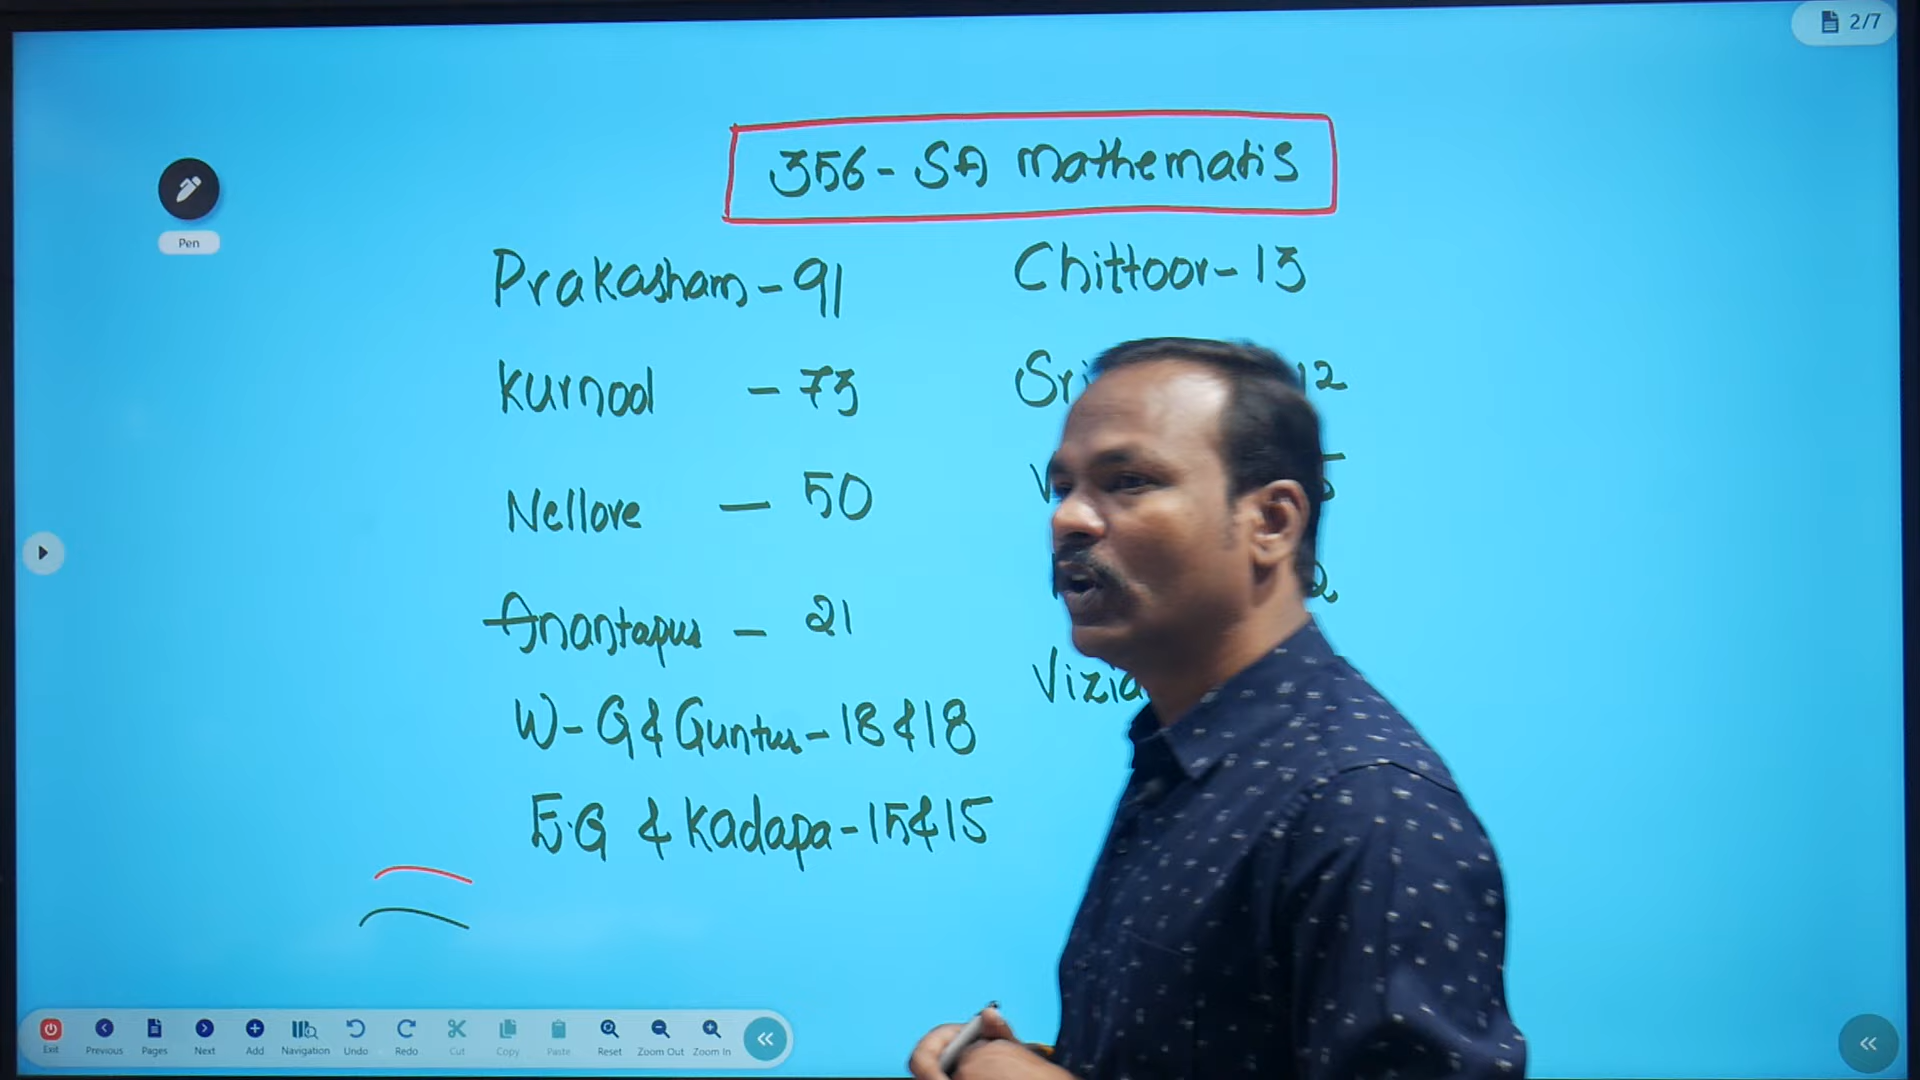 2/7
356 - SA Mathematis
Pen
Prakasham - 91
Kurnool - 73
Nellore - 50
Anantapur - 21
W - G & Guntur - 18 & 18
E.G & Kadapa - 15 & 15
Chittoor - 13
Sri 12
Exit Previous Pages Next Add Navigation Undo Redo Cut Copy Paste Reset Zoom Out Zoom In